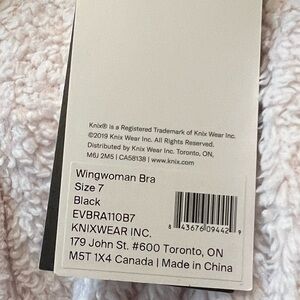 Knix® is a Registered Trademark of Knix Wear Inc.
©2019 Knix Wear Inc. All Rights Reserved.
Distributed by Knix Wear Inc. Toronto, ON,
M6J 2M5 | CA58138 | www.knix.com
Wingwoman Bra
Size 7
Black
EVBRA110B7
KNIXWEAR INC.
8 43676 09442 9
179 John St. #600 Toronto, ON
M5T 1X4 Canada | Made in China